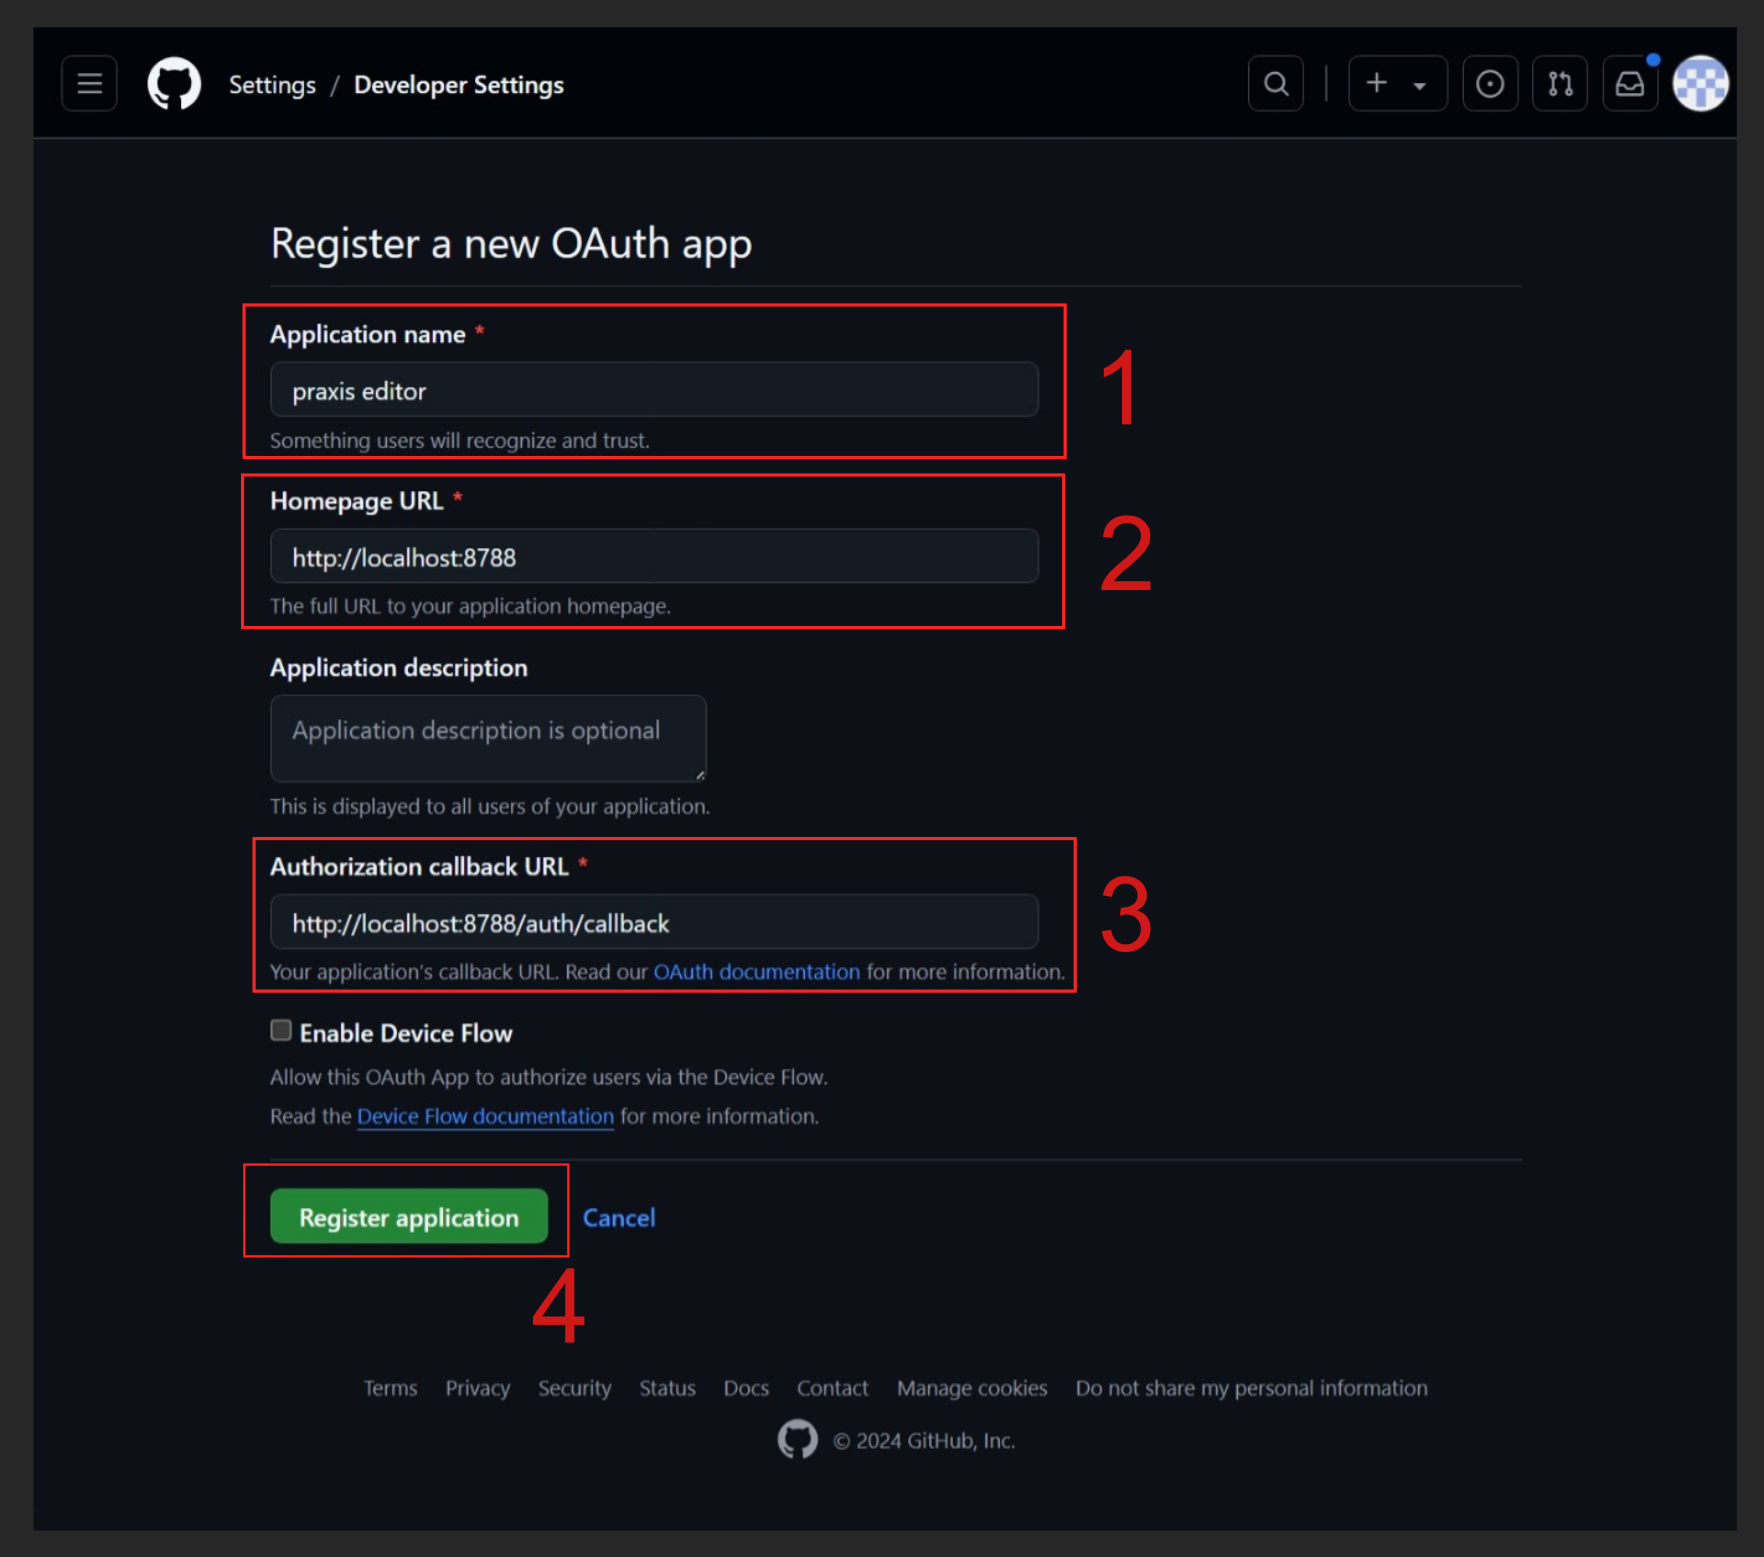 Settings / Developer Settings
Register a new OAuth app
Application name *
praxis editor
Something users will recognize and trust.
1
Homepage URL *
http://localhost:8788
The full URL to your application homepage.
2
Application description
Application description is optional
This is displayed to all users of your application.
Authorization callback URL *
http://localhost:8788/auth/callback
Your application's callback URL. Read our OAuth documentation for more information.
3
Enable Device Flow
Allow this OAuth App to authorize users via the Device Flow.
Read the Device Flow documentation for more information.
Register application Cancel
4
Terms Privacy Security Status Docs Contact Manage cookies Do not share my personal information
© 2024 GitHub, Inc.